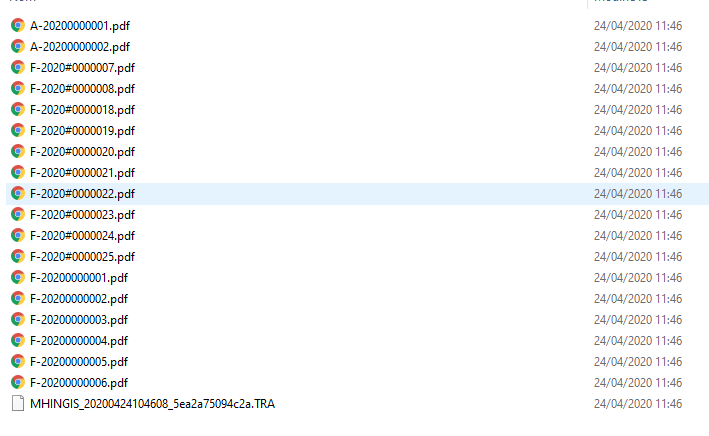 A-20200000001.pdf 24/04/2020 11:46
A-20200000002.pdf 24/04/2020 11:46
F-2020#0000007.pdf 24/04/2020 11:46
F-2020#0000008.pdf 24/04/2020 11:46
F-2020#0000018.pdf 24/04/2020 11:46
F-2020#0000019.pdf 24/04/2020 11:46
F-2020#0000020.pdf 24/04/2020 11:46
F-2020#0000021.pdf 24/04/2020 11:46
F-2020#0000022.pdf 24/04/2020 11:46
F-2020#0000023.pdf 24/04/2020 11:46
F-2020#0000024.pdf 24/04/2020 11:46
F-2020#0000025.pdf 24/04/2020 11:46
F-20200000001.pdf 24/04/2020 11:46
F-20200000002.pdf 24/04/2020 11:46
F-20200000003.pdf 24/04/2020 11:46
F-20200000004.pdf 24/04/2020 11:46
F-20200000005.pdf 24/04/2020 11:46
F-20200000006.pdf 24/04/2020 11:46
MHINGIS_20200424104608_5ea2a75094c2a.TRA 24/04/2020 11:46